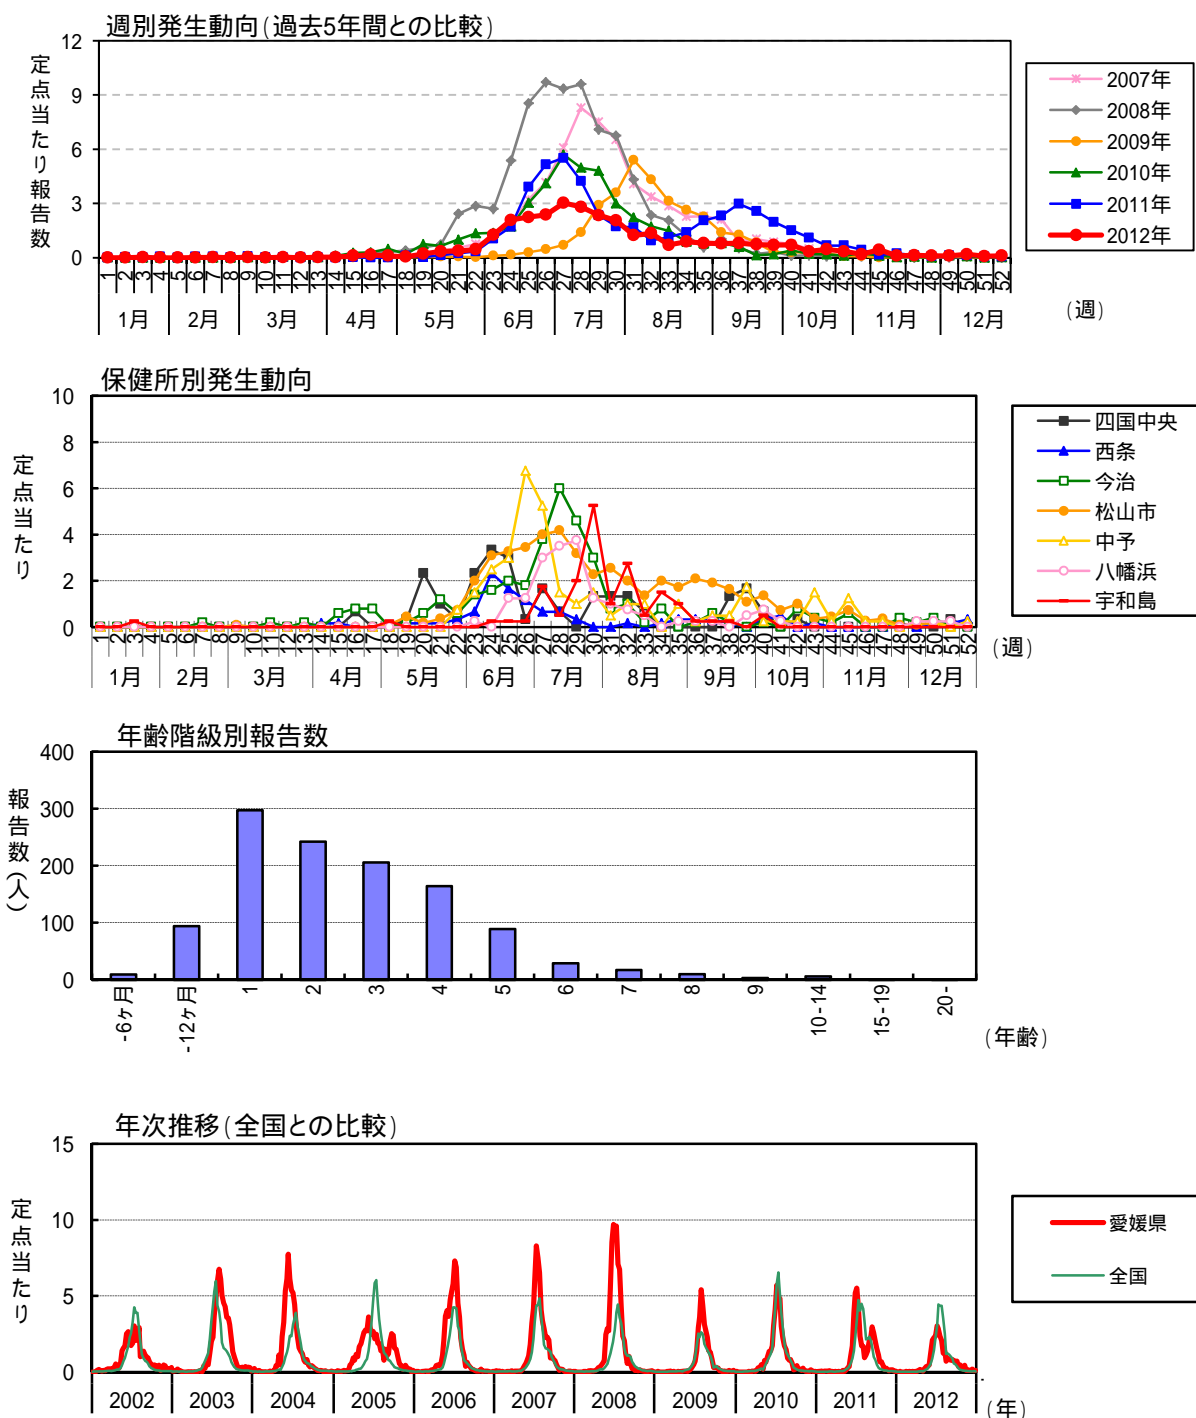 週別発生動向(過去5年間との比較)
定点当たり報告数
12
9
6
3
0
1 2 3 4 5 6 7 8 9 10 11 12 13 14 15 16 17 18 19 20 21 22 23 24 25 26 27 28 29 30 31 32 33 34 35 36 37 38 39 40 41 42 43 44 45 46 47 48 49 50 51 52
1月 2月 3月 4月 5月 6月 7月 8月 9月 10月 11月 12月
(週)
2007年
2008年
2009年
2010年
2011年
2012年
保健所別発生動向
定点当たり
10
8
6
4
2
0
1 2 3 4 5 6 7 8 9 10 11 12 13 14 15 16 17 18 19 20 21 22 23 24 25 26 27 28 29 30 31 32 33 34 35 36 37 38 39 40 41 42 43 44 45 46 47 48 49 50 51 52
1月 2月 3月 4月 5月 6月 7月 8月 9月 10月 11月 12月
(週)
四国中央
西条
今治
松山市
中予
八幡浜
宇和島
年齢階級別報告数
報告数(人)
400
300
200
100
0
-6ヶ月 -12ヶ月 1 2 3 4 5 6 7 8 9 10-14 15-19 20-
(年齢)
年次推移(全国との比較)
定点当たり
15
10
5
0
2002 2003 2004 2005 2006 2007 2008 2009 2010 2011 2012
(年)
愛媛県
全国